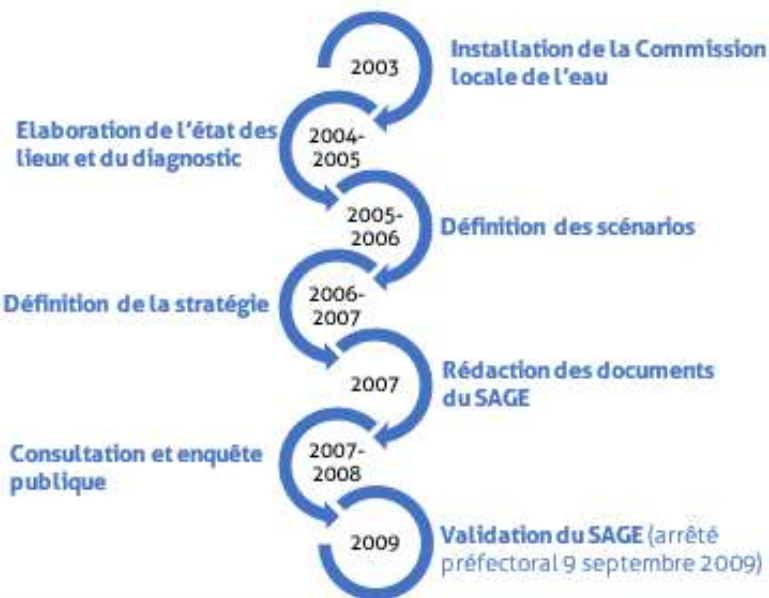 2003
Installation de la Commission
locale de l'eau
Elaboration de l'état des
lieux et du diagnostic
2004-
2005
2005-
2006
Définition des scénarios
Définition de la stratégie
2006-
2007
2007
Rédaction des documents
du SAGE
Consultation et enquête
publique
2007-
2008
2009
Validation du SAGE (arrêté
préfectoral 9 septembre 2009)